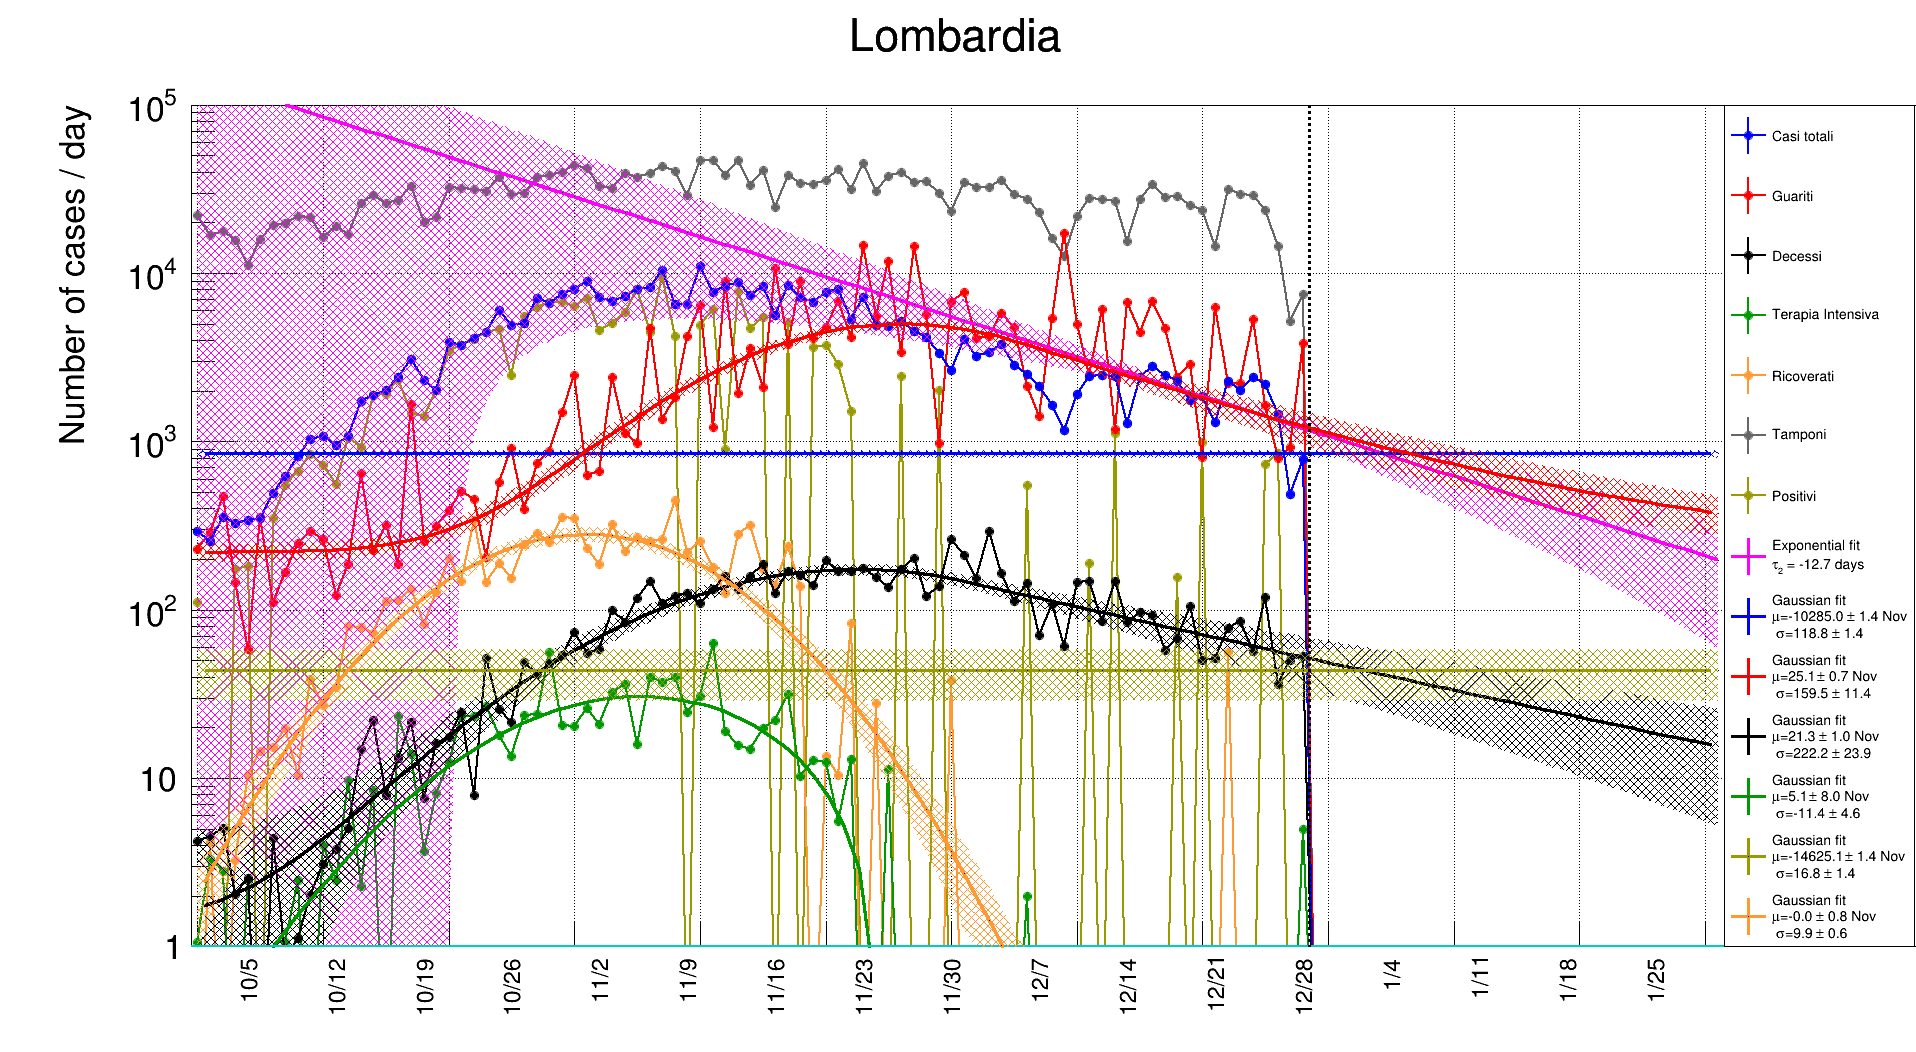 Lombardia
Number of cases / day
10^5
10^4
10^3
10^2
10
1
10/5
10/12
10/19
10/26
11/2
11/9
11/16
11/23
11/30
12/7
12/14
12/21
12/28
1/4
1/11
1/18
1/25
Casi totali
Guariti
Decessi
Terapia Intensiva
Ricoverati
Tamponi
Positivi
Exponential fit
τ₂ = -12.7 days
Gaussian fit
μ=-10285.0 ± 1.4 Nov
σ=118.8 ± 1.4
Gaussian fit
μ=25.1 ± 0.7 Nov
σ=159.5 ± 11.4
Gaussian fit
μ=21.3 ± 1.0 Nov
σ=222.2 ± 23.9
Gaussian fit
μ=5.1 ± 8.0 Nov
σ=-11.4 ± 4.6
Gaussian fit
μ=-14625.1 ± 1.4 Nov
σ=16.8 ± 1.4
Gaussian fit
μ=-0.0 ± 0.8 Nov
σ=9.9 ± 0.6